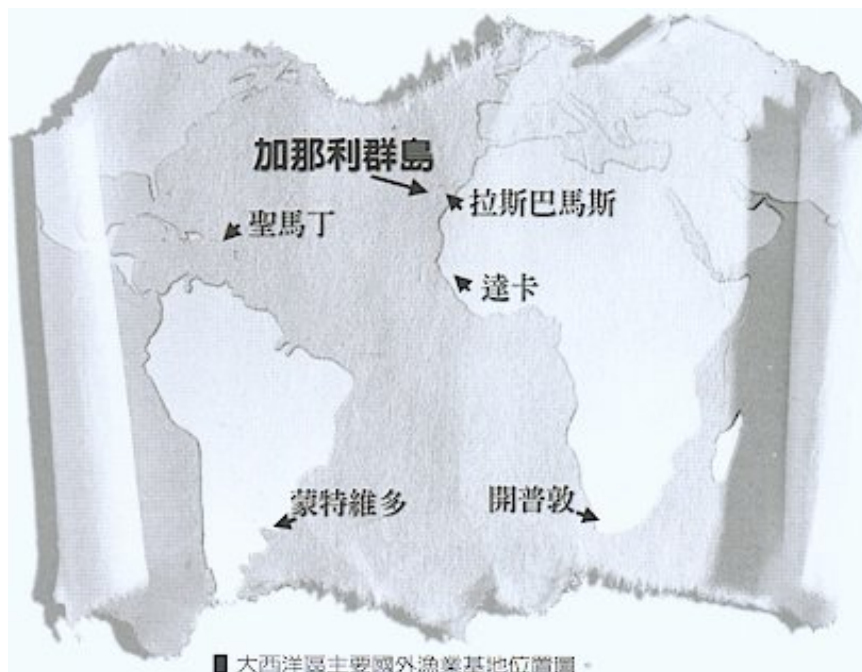 加那利群島
拉斯巴馬斯
聖馬丁
達卡
蒙特維多
開普敦
大西洋區主要國外漁業基地位置圖。